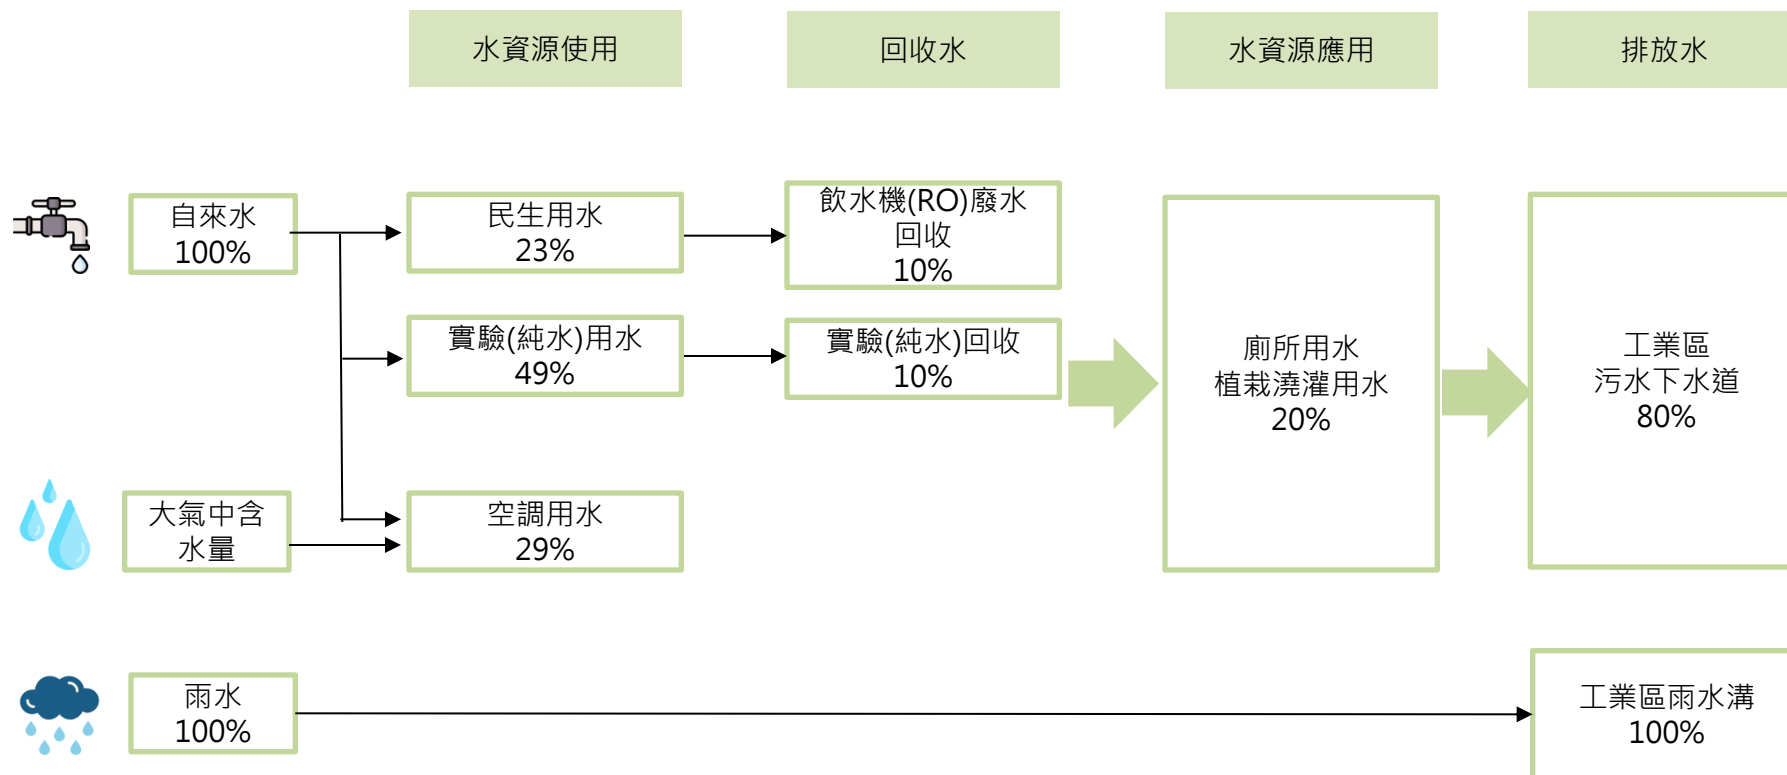 水資源使用
回收水
水資源應用
排放水
自來水
100%
民生用水
23%
飲水機(RO)廢水
回收
10%
實驗(純水)用水
49%
實驗(純水)回收
10%
廁所用水
植栽澆灌用水
20%
工業區
污水下水道
80%
大氣中含
水量
空調用水
29%
雨水
100%
工業區雨水溝
100%